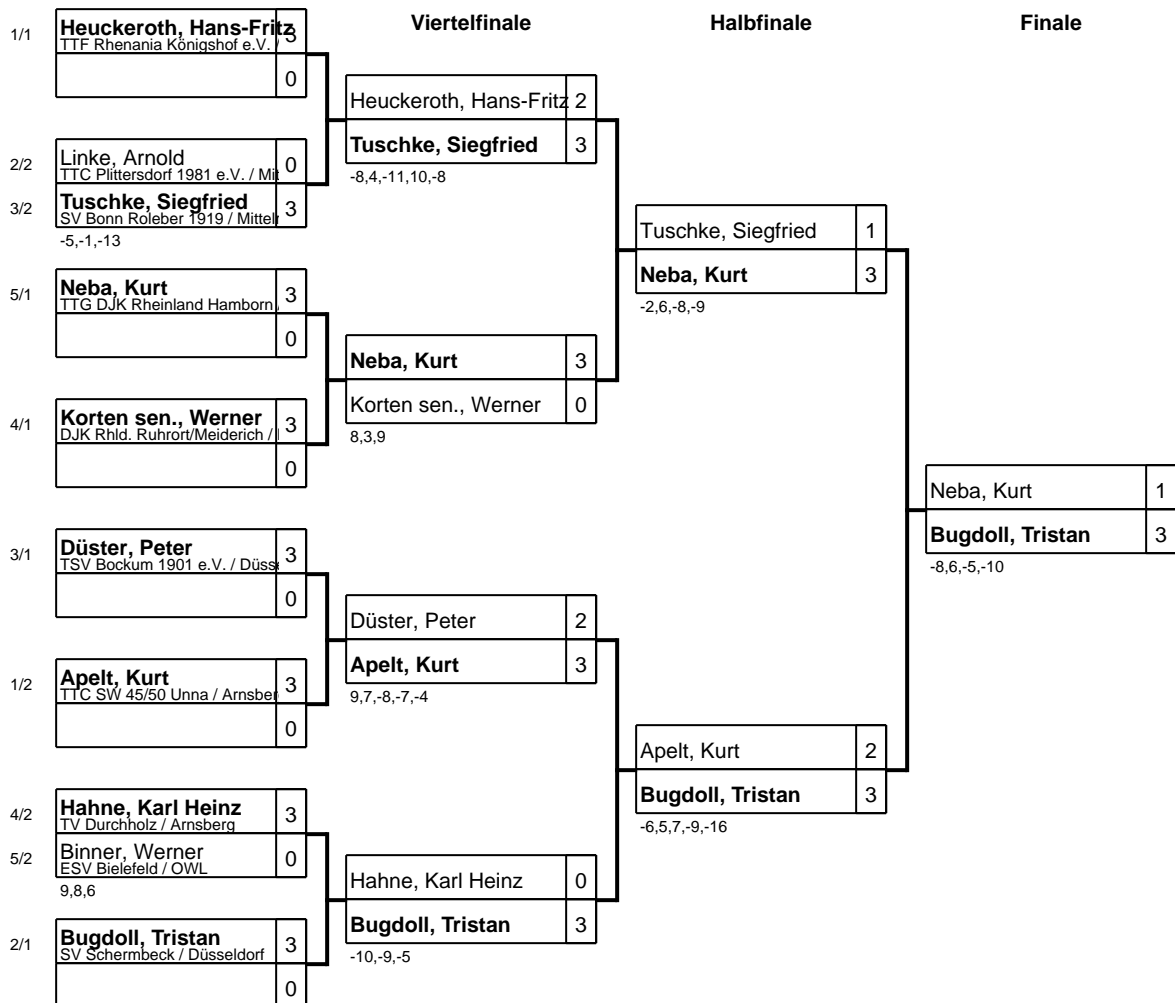 Viertelfinale
Halbfinale
Finale
1/1
Heuckeroth, Hans-Fritz 3
TTF Rhenania Königshof e.V. /
0
2/2
Linke, Arnold 0
TTC Plittersdorf 1981 e.V. / Mit
3/2
Tuschke, Siegfried 3
SV Bonn Roleber 1919 / Mittelr
-5,-1,-13
5/1
Neba, Kurt 3
TTG DJK Rheinland Hamborn /
0
4/1
Korten sen., Werner 3
DJK Rhld. Ruhrort/Meiderich /
0
3/1
Düster, Peter 3
TSV Bockum 1901 e.V. / Düsse
0
1/2
Apelt, Kurt 3
TTC SW 45/50 Unna / Arnsber
0
4/2
Hahne, Karl Heinz 3
TV Durchholz / Arnsberg
5/2
Binner, Werner 0
ESV Bielefeld / OWL
9,8,6
2/1
Bugdoll, Tristan 3
SV Schermbeck / Düsseldorf
0
Heuckeroth, Hans-Fritz 2
Tuschke, Siegfried 3
-8,4,-11,10,-8
Neba, Kurt 3
Korten sen., Werner 0
8,3,9
Düster, Peter 2
Apelt, Kurt 3
9,7,-8,-7,-4
Hahne, Karl Heinz 0
Bugdoll, Tristan 3
-10,-9,-5
Tuschke, Siegfried 1
Neba, Kurt 3
-2,6,-8,-9
Apelt, Kurt 2
Bugdoll, Tristan 3
-6,5,7,-9,-16
Neba, Kurt 1
Bugdoll, Tristan 3
-8,6,-5,-10